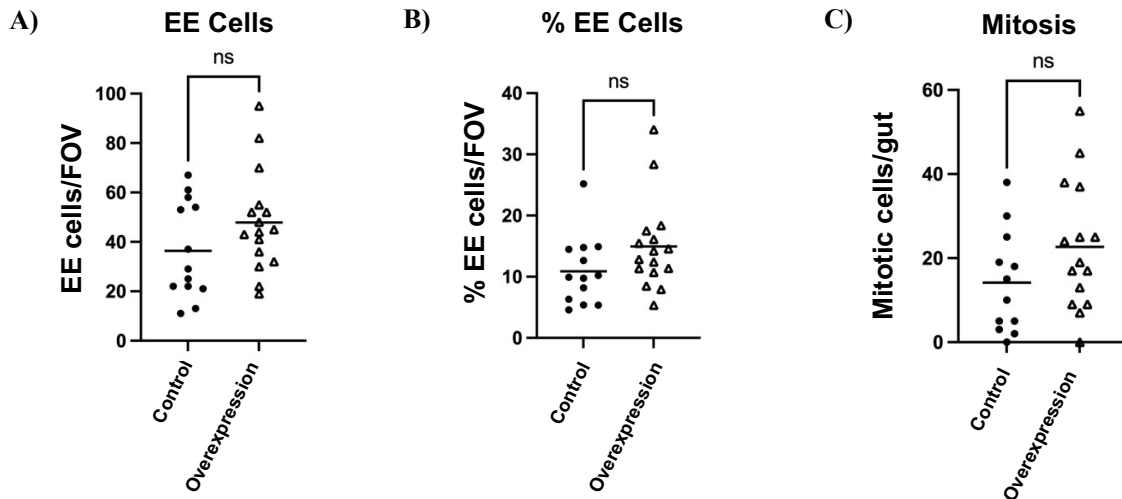 A)
EE Cells
ns
EE cells/FOV
100
80
60
40
20
0
Control
Overexpression
B)
% EE Cells
ns
% EE cells/FOV
40
30
20
10
0
Control
Overexpression
C)
Mitosis
ns
Mitotic cells/gut
60
40
20
0
Control
Overexpression